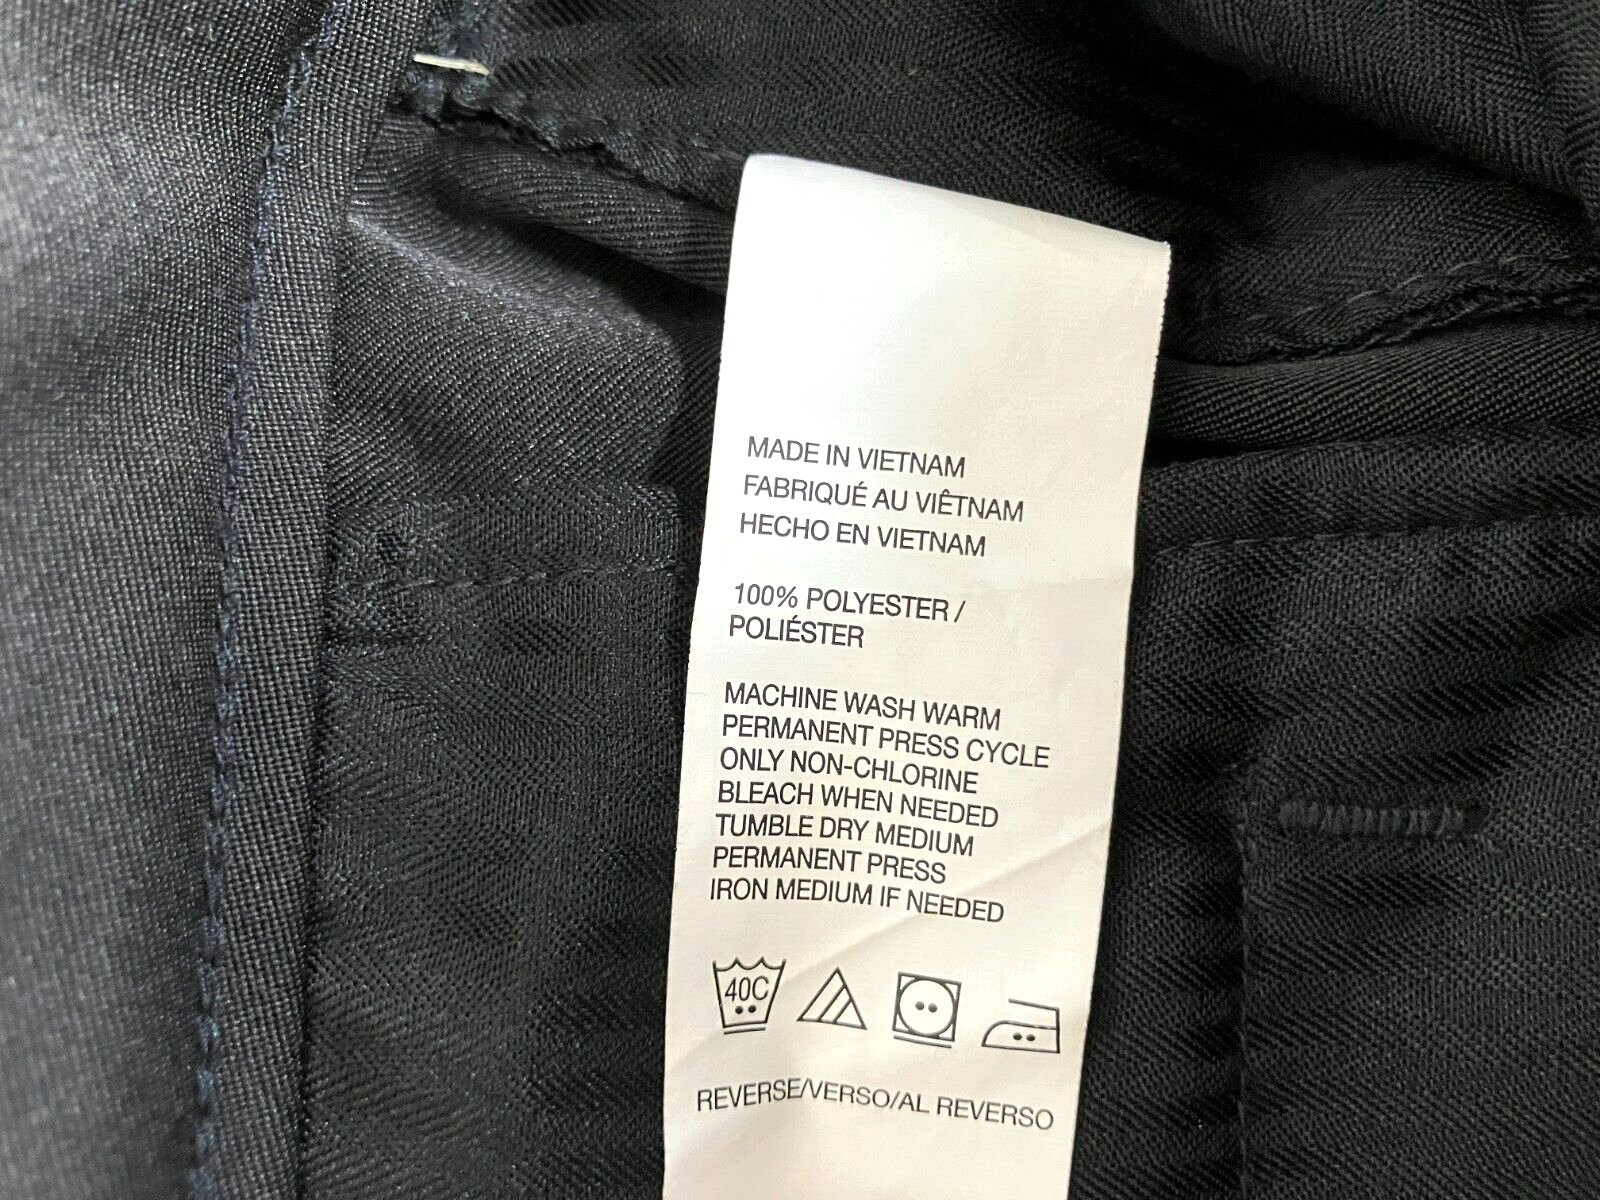 MADE IN VIETNAM
FABRIQUÉ AU VIÊTNAM
HECHO EN VIETNAM
100% POLYESTER /
POLIÉSTER
MACHINE WASH WARM
PERMANENT PRESS CYCLE
ONLY NON-CHLORINE
BLEACH WHEN NEEDED
TUMBLE DRY MEDIUM
PERMANENT PRESS
IRON MEDIUM IF NEEDED
40C
REVERSE/VERSO/AL REVERSO